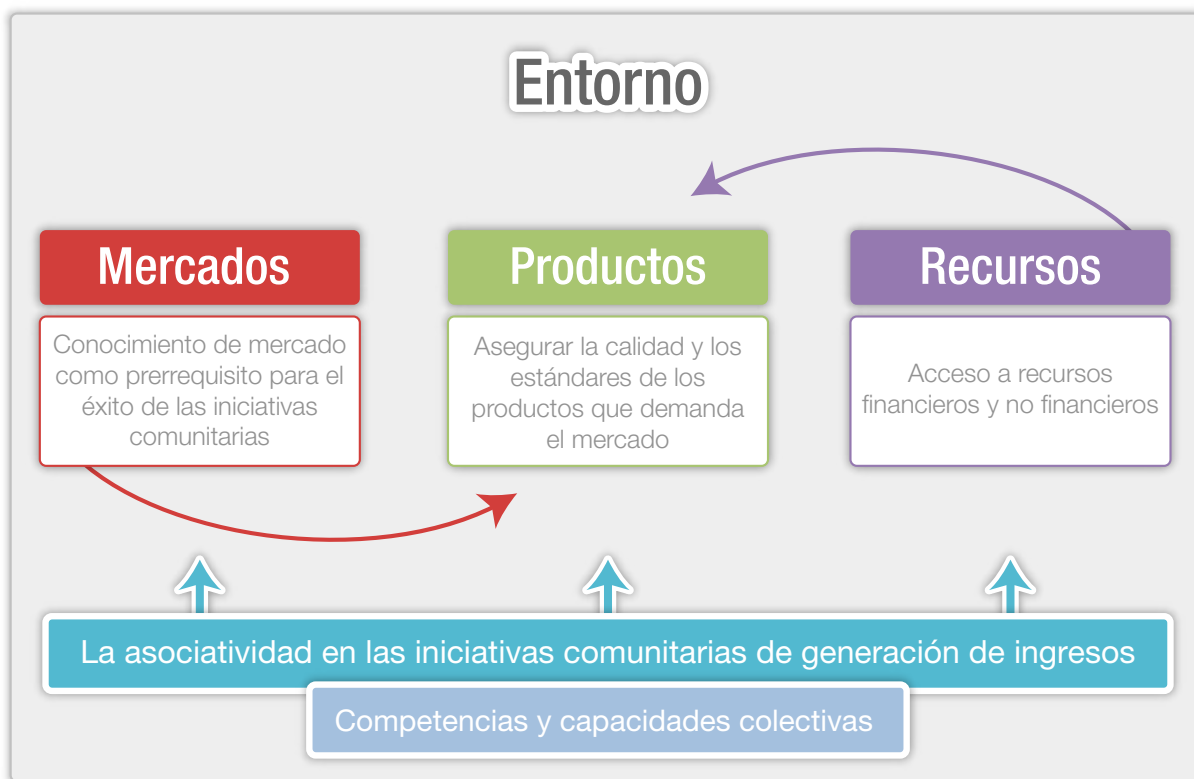 Entorno
Mercados
Conocimiento de mercado
como prerrequisito para el
éxito de las iniciativas
comunitarias
Productos
Asegurar la calidad y los
estándares de los
productos que demanda
el mercado
Recursos
Acceso a recursos
financieros y no financieros
La asociatividad en las iniciativas comunitarias de generación de ingresos
Competencias y capacidades colectivas